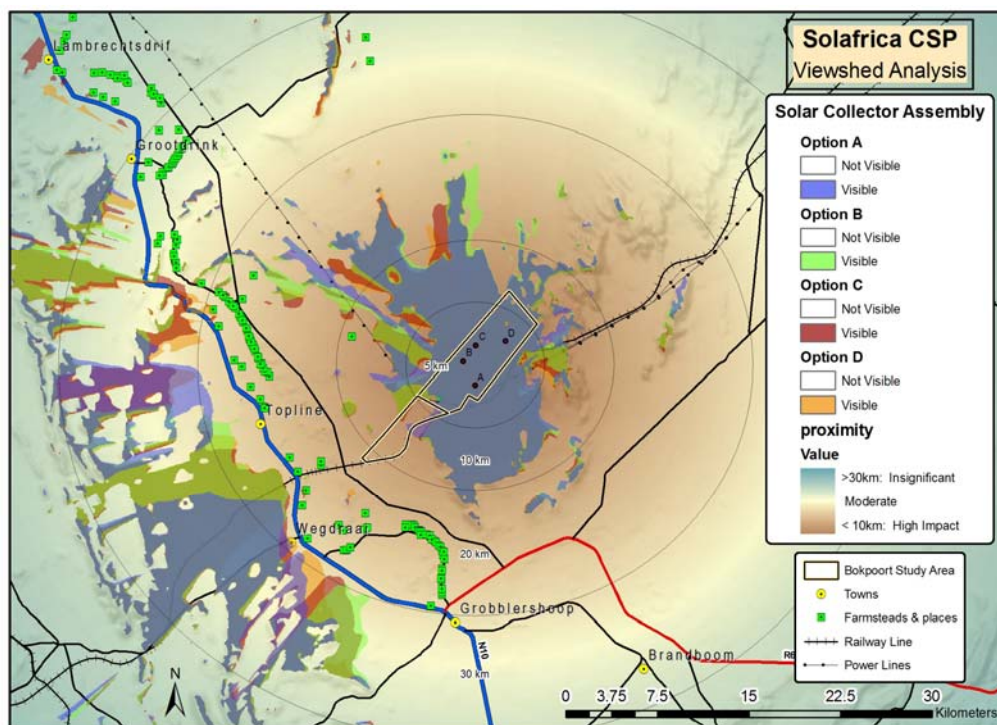 Solafrica CSP
Viewshed Analysis
Solar Collector Assembly
Option A
Not Visible
Visible
Option B
Not Visible
Visible
Option C
Not Visible
Visible
Option D
Not Visible
Visible
proximity
Value
>30km: Insignificant
Moderate
< 10km: High Impact
Bokpoort Study Area
Towns
Farmsteads & places
Railway Line
Power Lines
Lambrechtsdrif
Grootdrink
Topline
Wegdraai
Grobblershoop
Brandboom
N10
C
D
B
A
5 km
10 km
20 km
30 km
N
0 3.75 7.5 15 22.5 30
Kilometers